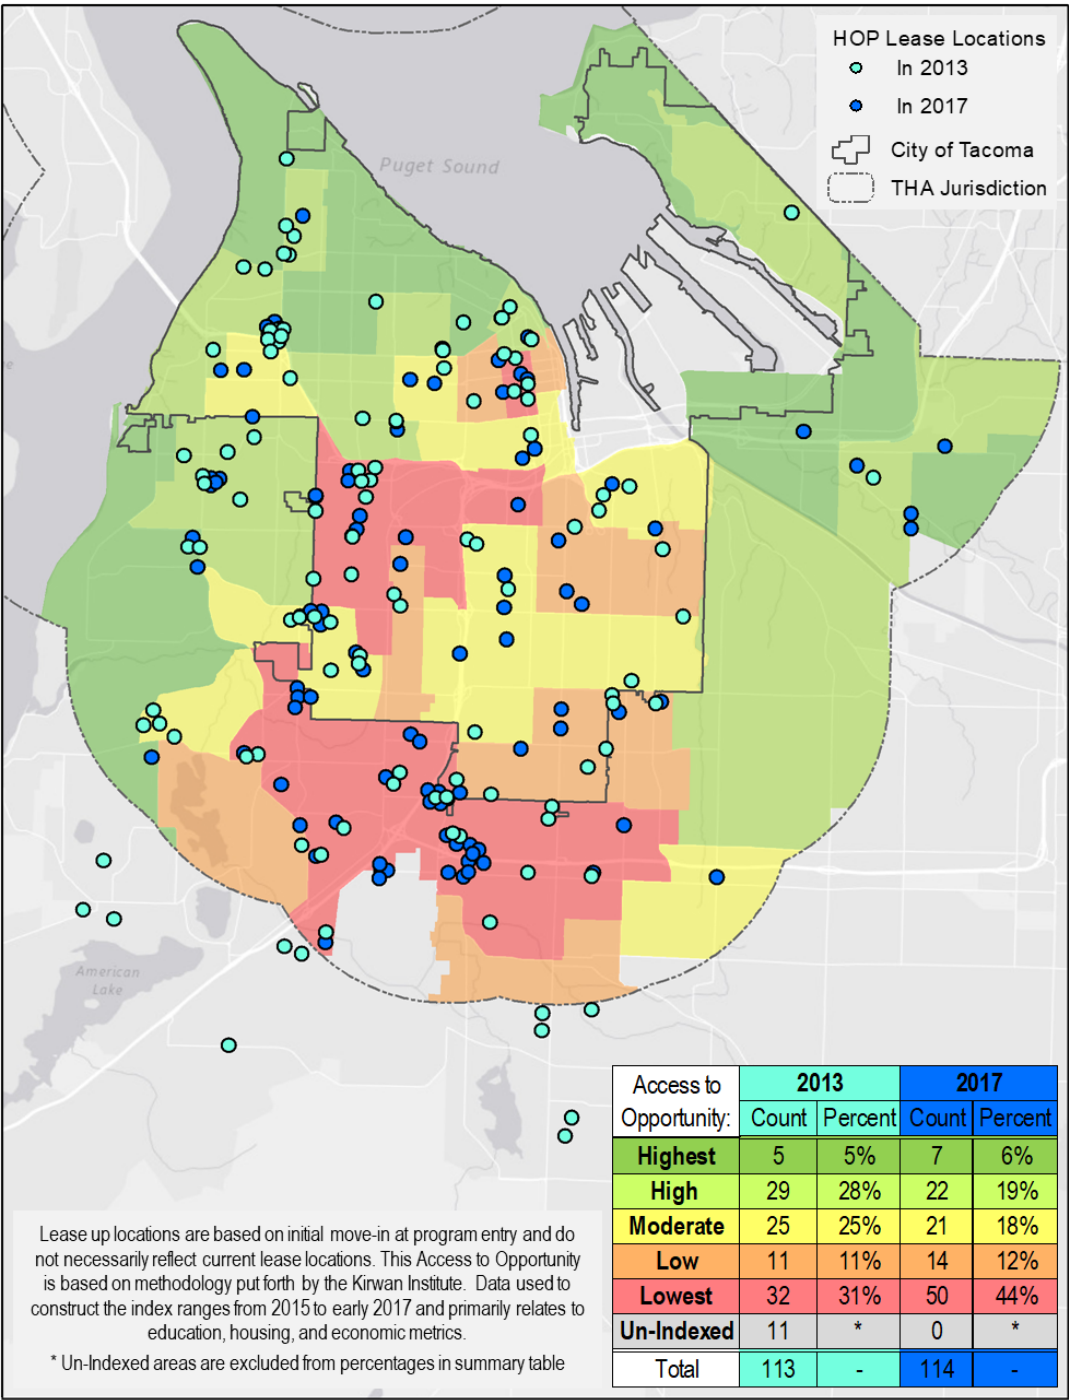 HOP Lease Locations
In 2013
In 2017
City of Tacoma
THA Jurisdiction
Puget Sound
American
Lake
Access to Opportunity: 2013 2017
Count Percent Count Percent
Highest 5 5% 7 6%
High 29 28% 22 19%
Moderate 25 25% 21 18%
Low 11 11% 14 12%
Lowest 32 31% 50 44%
Un-Indexed 11 * 0 *
Total 113 - 114 -
Lease up locations are based on initial move-in at program entry and do
not necessarily reflect current lease locations. This Access to Opportunity
is based on methodology put forth by the Kirwan Institute. Data used to
construct the index ranges from 2015 to early 2017 and primarily relates to
education, housing, and economic metrics.
* Un-Indexed areas are excluded from percentages in summary table